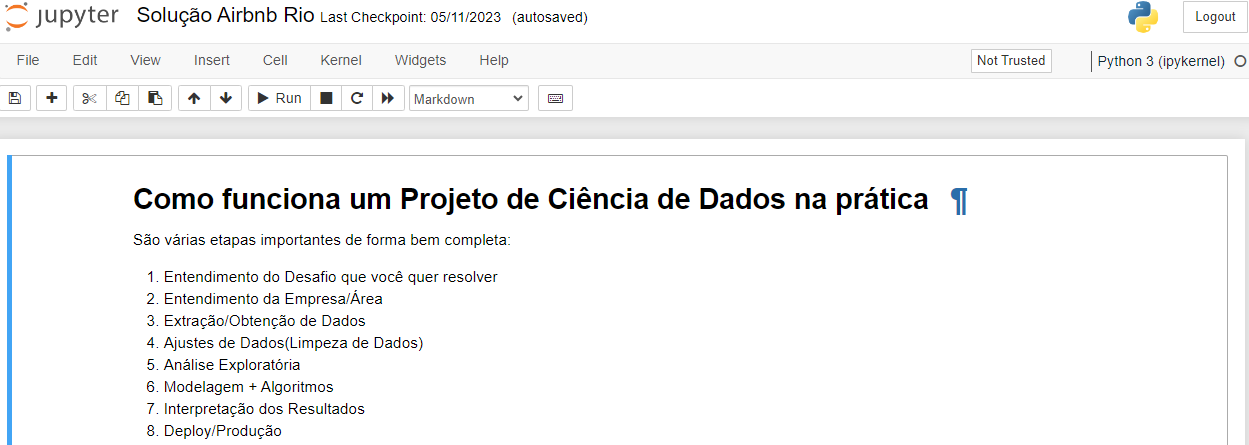 jupyter Solução Airbnb Rio Last Checkpoint: 05/11/2023 (autosaved) Logout
File Edit View Insert Cell Kernel Widgets Help Not Trusted Python 3 (ipykernel)
Run Markdown
Como funciona um Projeto de Ciência de Dados na prática ¶
São várias etapas importantes de forma bem completa:
1. Entendimento do Desafio que você quer resolver
2. Entendimento da Empresa/Área
3. Extração/Obtenção de Dados
4. Ajustes de Dados(Limpeza de Dados)
5. Análise Exploratória
6. Modelagem + Algoritmos
7. Interpretação dos Resultados
8. Deploy/Produção